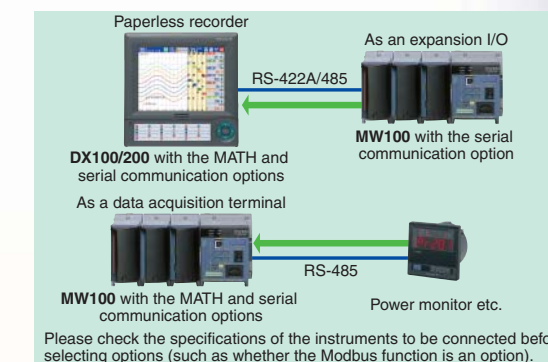 Paperless recorder
As an expansion I/O
RS-422A/485
MW100 with the serial
communication option
DX100/200 with the MATH and
serial communication options
As a data acquisition terminal
RS-485
MW100 with the MATH and serial
communication options
Power monitor etc.
Please check the specifications of the instruments to be connected befo
selecting options (such as whether the Modbus function is an option).